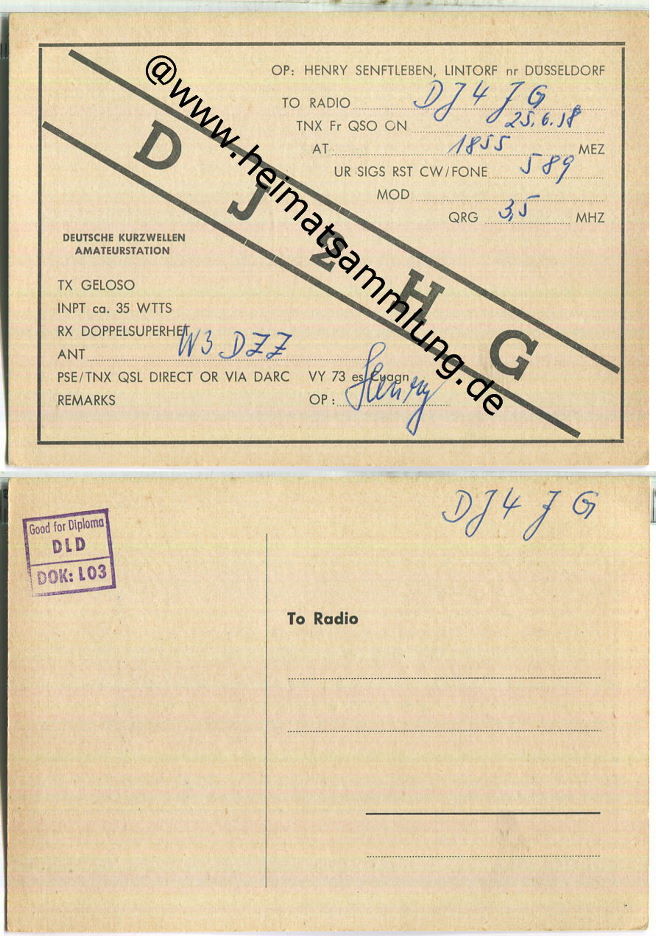 OP: HENRY SENFTLEBEN, LINTORF nr DÜSSELDORF
TO RADIO DJ4JG
TNX Fr QSO ON 25.6.58
AT 1855 MEZ
UR SIGS RST CW/FONE 589
MOD
QRG 3,5 MHZ
DJ2HG
@www.heimatsammlung.de
DEUTSCHE KURZWELLEN
AMATEURSTATION
TX GELOSO
INPT ca. 35 WTTS
RX DOPPELSUPERHET
ANT W3DZZ
PSE/TNX QSL DIRECT OR VIA DARC VY 73 es Cuagn
REMARKS OP: Henry
DJ4JG
Good for Diploma
DLD
DOK: L03
To Radio